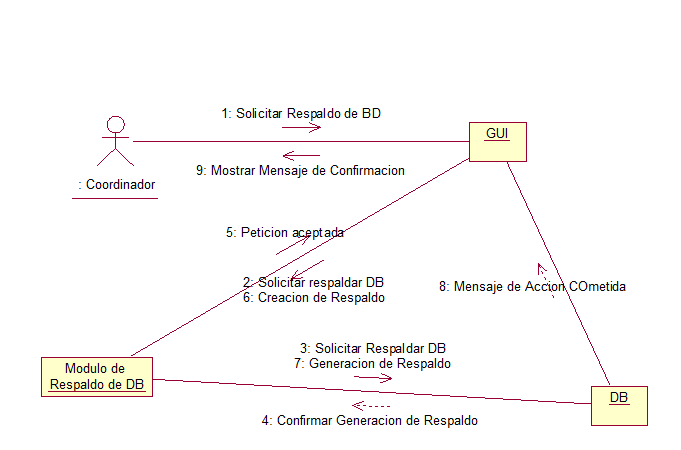 1: Solicitar Respaldo de BD
GUI
9: Mostrar Mensaje de Confirmacion
: Coordinador
5: Peticion aceptada
2: Solicitar respaldar DB
6: Creacion de Respaldo
8: Mensaje de Accion COmetida
3: Solicitar Respaldar DB
7: Generacion de Respaldo
Modulo de
Respaldo de DB
DB
4: Confirmar Generacion de Respaldo